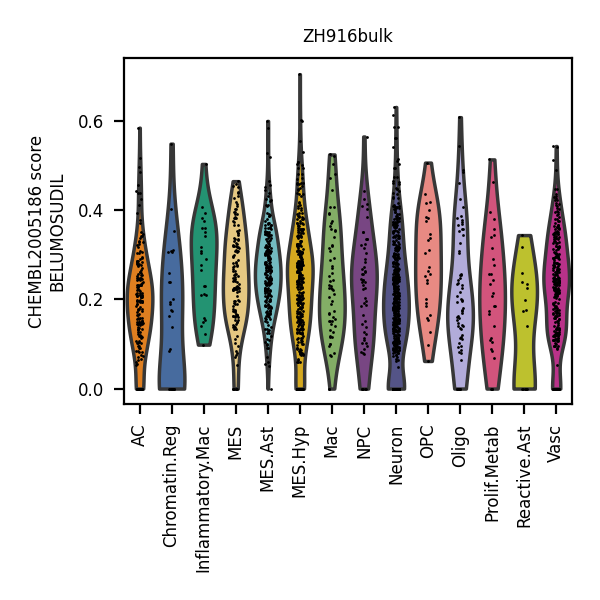 ZH916bulk
CHEMBL2005186 score
BELUMOSUDIL
0.6
0.4
0.2
0.0
AC
Chromatin.Reg
Inflammatory.Mac
MES
MES.Ast
MES.Hyp
Mac
NPC
Neuron
OPC
Oligo
Prolif.Metab
Reactive.Ast
Vasc